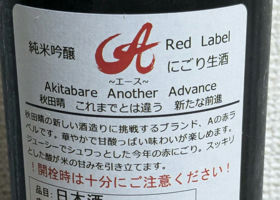 純米吟醸
A
Red Label
にごり生酒
~エース~
Akitabare Another Advance
秋田晴 これまでとは違う 新たな前進
秋田晴の新しい酒造りに挑戦するブランド、Aの赤ラ
ベルです。華やかで甘酸っぱい味わいが楽しめます。
ジューシーでシュワっとした今年の赤にごり。スッキリ
とした酸が米の甘みを引き立てます。
!開栓時は十分にご注意ください!
品目 日本酒